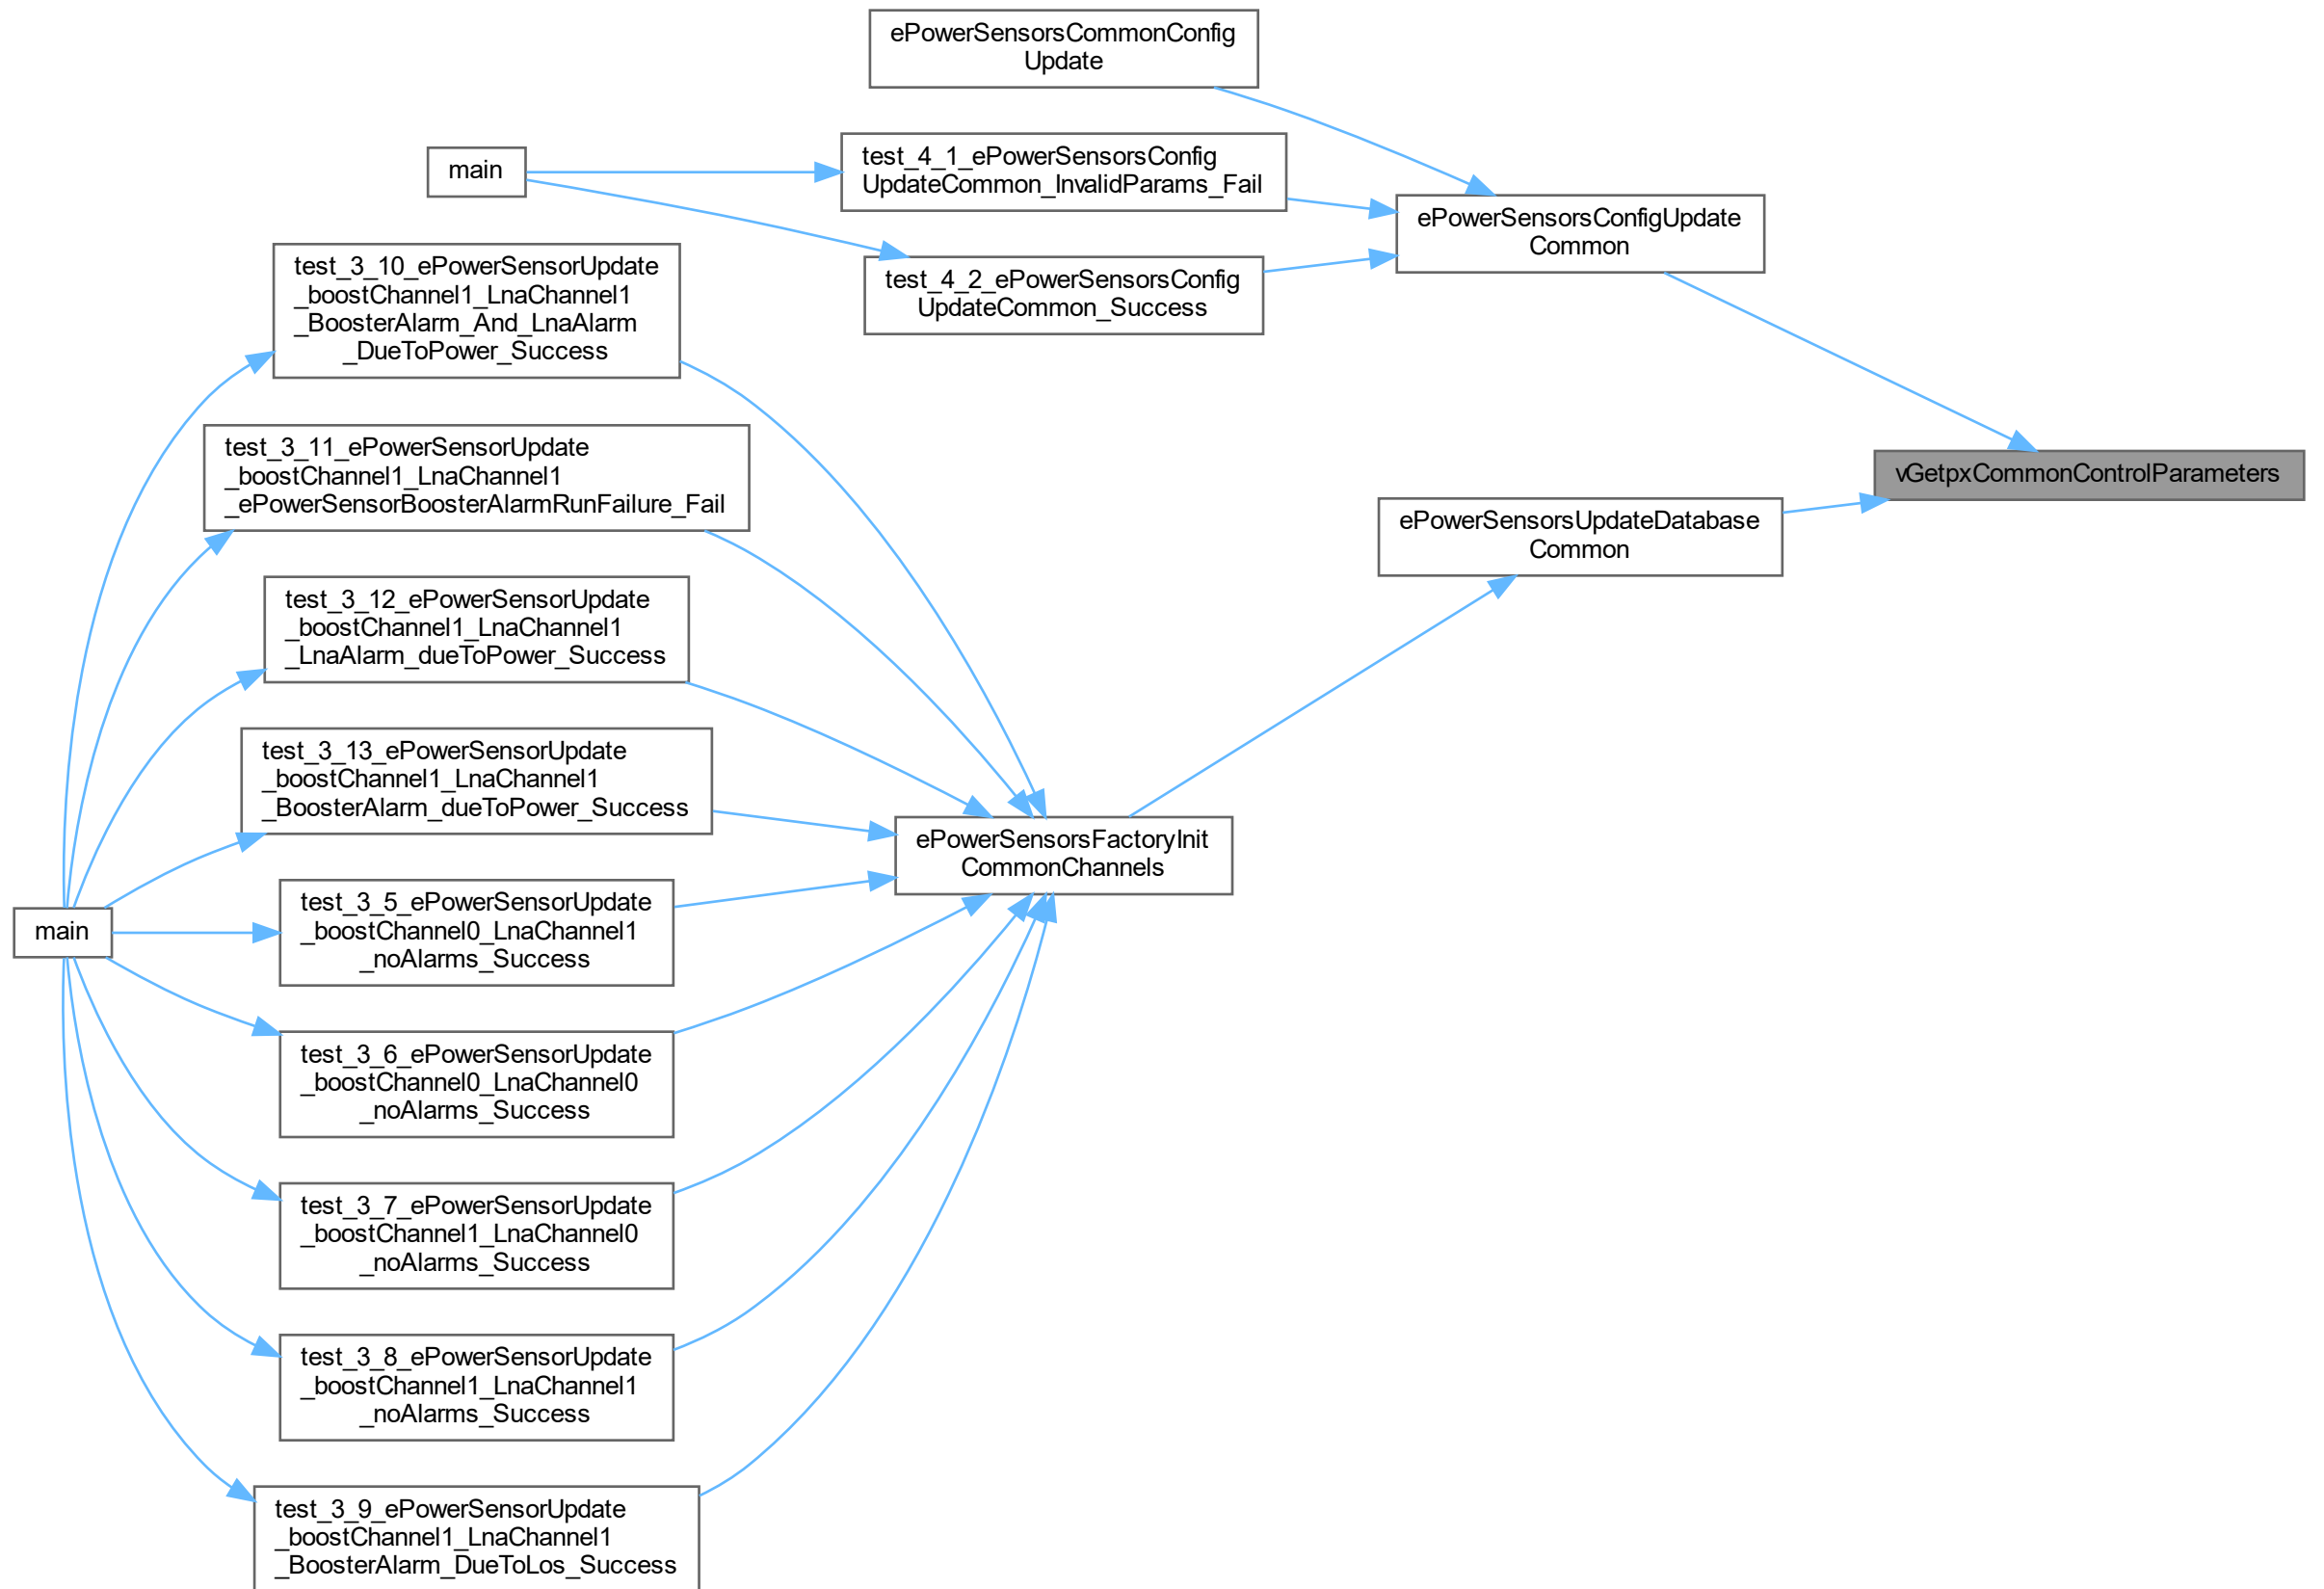 ePowerSensorsCommonConfig
Update
main
test_4_1_ePowerSensorsConfig
UpdateCommon_InvalidParams_Fail
ePowerSensorsConfigUpdate
Common
test_4_2_ePowerSensorsConfig
UpdateCommon_Success
test_3_10_ePowerSensorUpdate
_boostChannel1_LnaChannel1
_BoosterAlarm_And_LnaAlarm
_DueToPower_Success
test_3_11_ePowerSensorUpdate
_boostChannel1_LnaChannel1
_ePowerSensorBoosterAlarmRunFailure_Fail
vGetpxCommonControlParameters
ePowerSensorsUpdateDatabase
Common
test_3_12_ePowerSensorUpdate
_boostChannel1_LnaChannel1
_LnaAlarm_dueToPower_Success
test_3_13_ePowerSensorUpdate
_boostChannel1_LnaChannel1
_BoosterAlarm_dueToPower_Success
ePowerSensorsFactoryInit
CommonChannels
main
test_3_5_ePowerSensorUpdate
_boostChannel0_LnaChannel1
_noAlarms_Success
test_3_6_ePowerSensorUpdate
_boostChannel0_LnaChannel0
_noAlarms_Success
test_3_7_ePowerSensorUpdate
_boostChannel1_LnaChannel0
_noAlarms_Success
test_3_8_ePowerSensorUpdate
_boostChannel1_LnaChannel1
_noAlarms_Success
test_3_9_ePowerSensorUpdate
_boostChannel1_LnaChannel1
_BoosterAlarm_DueToLos_Success